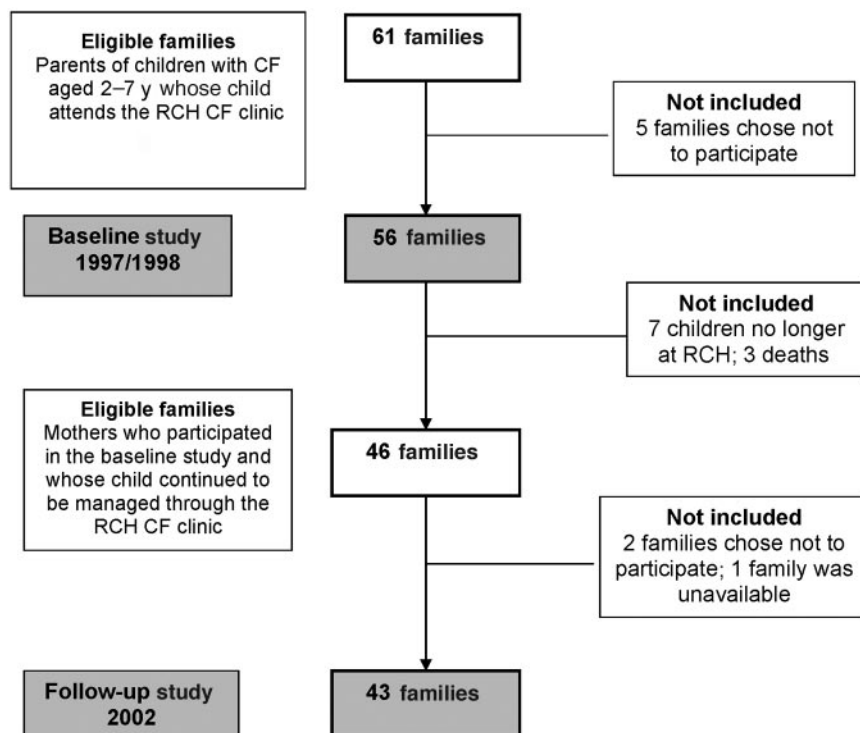 Eligible families
Parents of children with CF
aged 2–7 y whose child
attends the RCH CF clinic
61 families
Not included
5 families chose not
to participate
Baseline study
1997/1998
56 families
Not included
7 children no longer
at RCH; 3 deaths
Eligible families
Mothers who participated
in the baseline study and
whose child continued to
be managed through the
RCH CF clinic
46 families
Not included
2 families chose not to
participate; 1 family was
unavailable
Follow-up study
2002
43 families